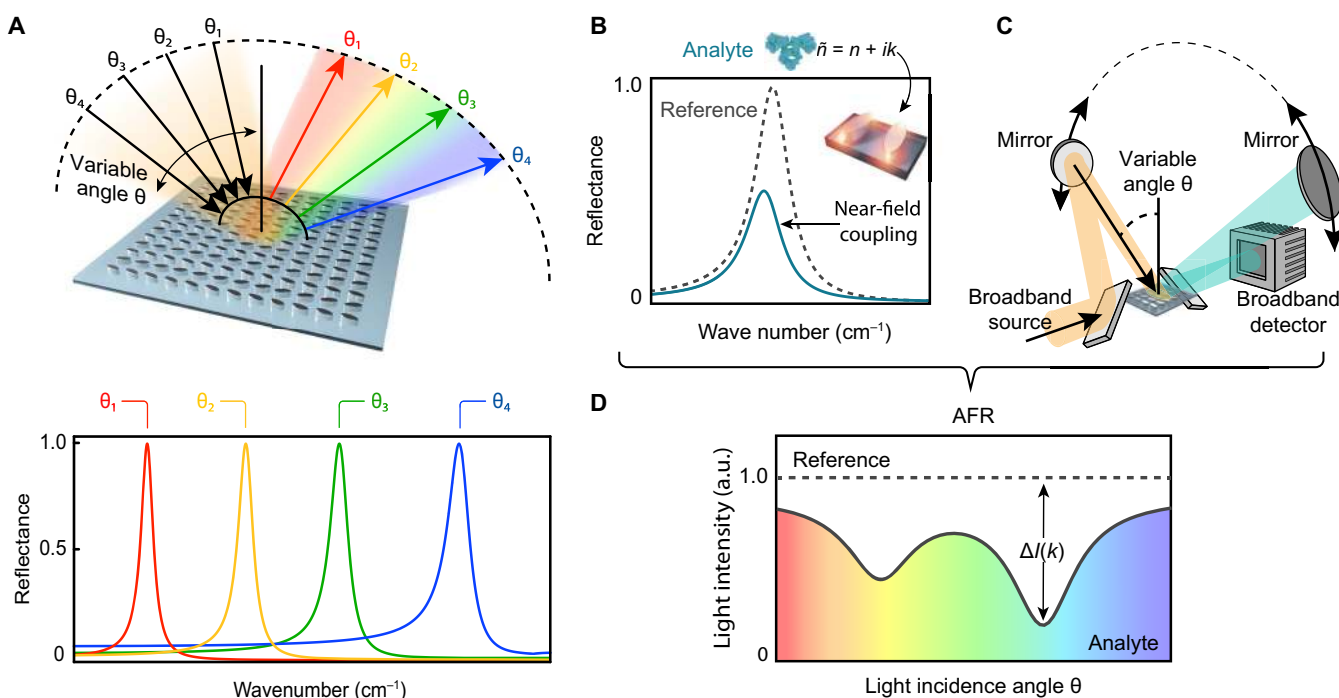 A
θ₁
θ₂
θ₃
θ₄
Variable
angle θ
θ₁
θ₂
θ₃
θ₄
θ₁
θ₂
θ₃
θ₄
1.0
0.5
0
Reflectance
Wavenumber (cm⁻¹)
B
Analyte
ñ = n + ik
1.0
Reference
Near-field
coupling
0
Reflectance
Wave number (cm⁻¹)
C
Mirror
Variable
angle θ
Mirror
Broadband
source
Broadband
detector
D
AFR
Reference
1.0
ΔI(k)
Analyte
0
Light intensity (a.u.)
Light incidence angle θ